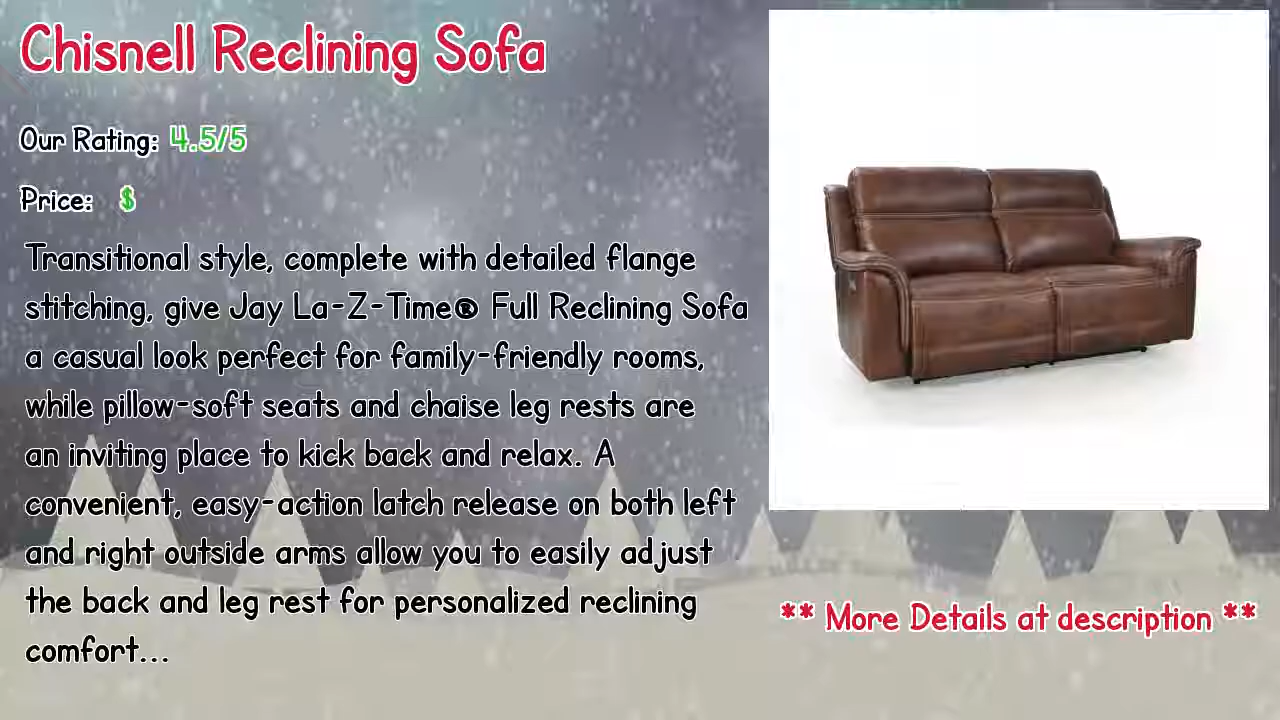 Chisnell Reclining Sofa
Our Rating: 4.5/5
Price: $
Transitional style, complete with detailed flange
stitching, give Jay La-Z-Time® Full Reclining Sofa
a casual look perfect for family-friendly rooms,
while pillow-soft seats and chaise leg rests are
an inviting place to kick back and relax. A
convenient, easy-action latch release on both left
and right outside arms allow you to easily adjust
the back and leg rest for personalized reclining
comfort...
** More Details at description **